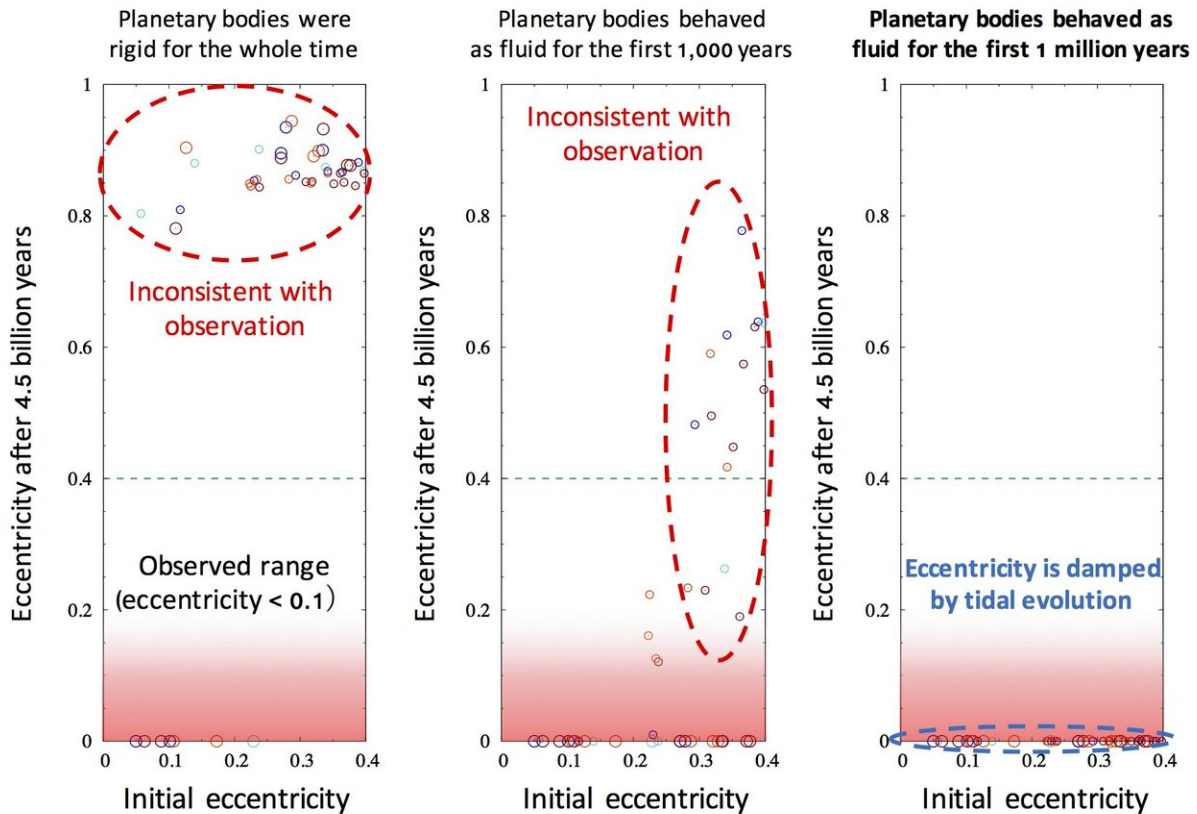 Planetary bodies were
rigid for the whole time
Eccentricity after 4.5 billion years
1
0.8
0.6
0.4
0.2
0
Inconsistent with
observation
Observed range
(eccentricity < 0.1)
0
0.1
0.2
0.3
0.4
Initial eccentricity
Planetary bodies behaved
as fluid for the first 1,000 years
Eccentricity after 4.5 billion years
1
0.8
0.6
0.4
0.2
0
Inconsistent with
observation
0
0.1
0.2
0.3
0.4
Initial eccentricity
Planetary bodies behaved as
fluid for the first 1 million years
Eccentricity after 4.5 billion years
1
0.8
0.6
0.4
0.2
0
Eccentricity is damped
by tidal evolution
0
0.1
0.2
0.3
0.4
Initial eccentricity